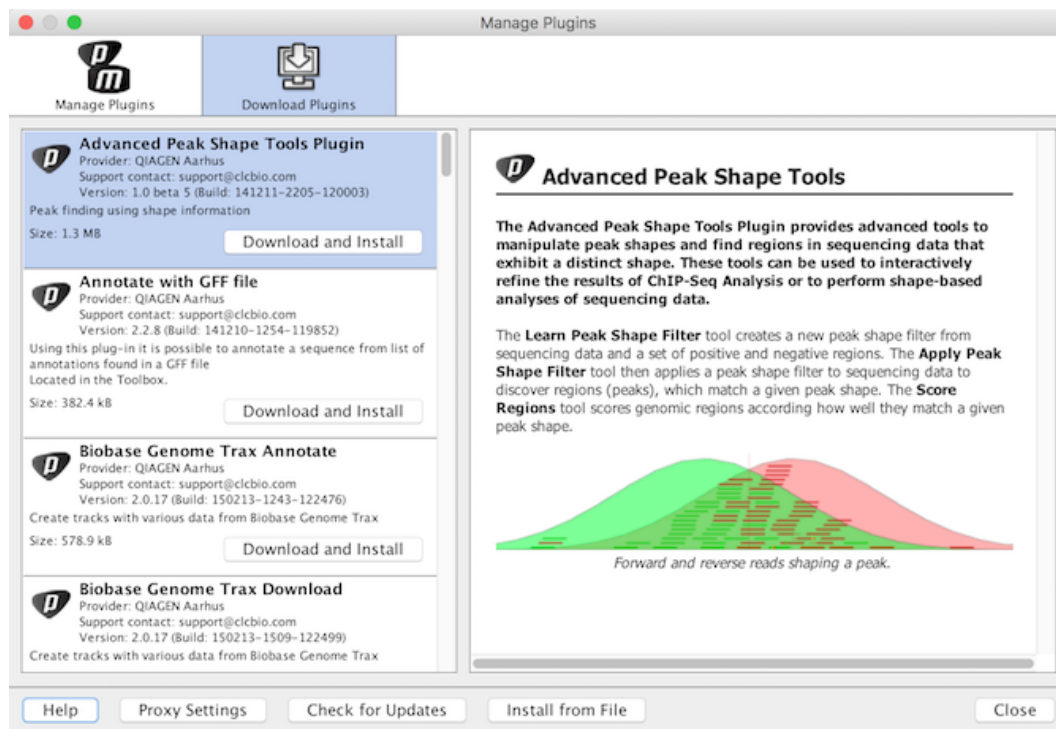 Manage Plugins
Manage Plugins
Download Plugins
Advanced Peak Shape Tools Plugin
Provider: QIAGEN Aarhus
Support contact: support@clcbio.com
Version: 1.0 beta 5 (Build: 141211-2205-120003)
Peak finding using shape information
Size: 1.3 MB
Download and Install
Annotate with GFF file
Provider: QIAGEN Aarhus
Support contact: support@clcbio.com
Version: 2.2.8 (Build: 141210-1254-119852)
Using this plug-in it is possible to annotate a sequence from list of
annotations found in a GFF file
Located in the Toolbox.
Size: 382.4 kB
Download and Install
Biobase Genome Trax Annotate
Provider: QIAGEN Aarhus
Support contact: support@clcbio.com
Version: 2.0.17 (Build: 150213-1243-122476)
Create tracks with various data from Biobase Genome Trax
Size: 578.9 kB
Download and Install
Biobase Genome Trax Download
Provider: QIAGEN Aarhus
Support contact: support@clcbio.com
Version: 2.0.17 (Build: 150213-1509-122499)
Create tracks with various data from Biobase Genome Trax
Advanced Peak Shape Tools
The Advanced Peak Shape Tools Plugin provides advanced tools to
manipulate peak shapes and find regions in sequencing data that
exhibit a distinct shape. These tools can be used to interactively
refine the results of ChIP-Seq Analysis or to perform shape-based
analyses of sequencing data.
The Learn Peak Shape Filter tool creates a new peak shape filter from
sequencing data and a set of positive and negative regions. The Apply Peak
Shape Filter tool then applies a peak shape filter to sequencing data to
discover regions (peaks), which match a given peak shape. The Score
Regions tool scores genomic regions according how well they match a given
peak shape.
Forward and reverse reads shaping a peak.
Help
Proxy Settings
Check for Updates
Install from File
Close